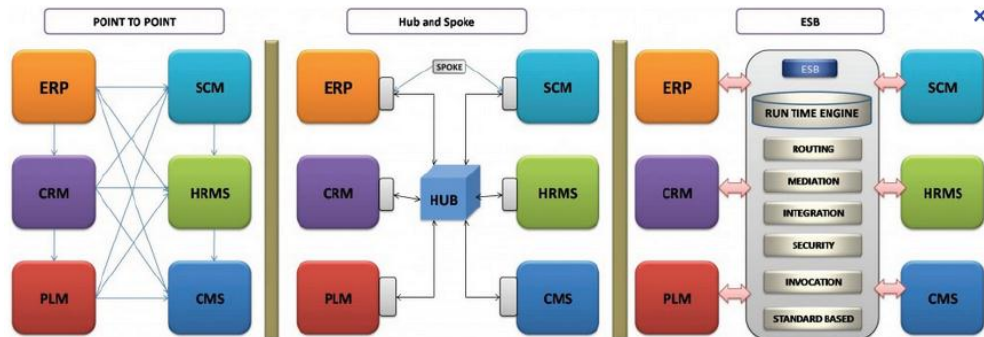 POINT TO POINT
ERP
SCM
CRM
HRMS
PLM
CMS
Hub and Spoke
SPOKE
ERP
SCM
CRM
HUB
HRMS
PLM
CMS
ESB
ESB
ERP
SCM
RUN TIME ENGINE
ROUTING
MEDIATION
CRM
HRMS
INTEGRATION
SECURITY
INVOCATION
PLM
CMS
STANDARD BASED